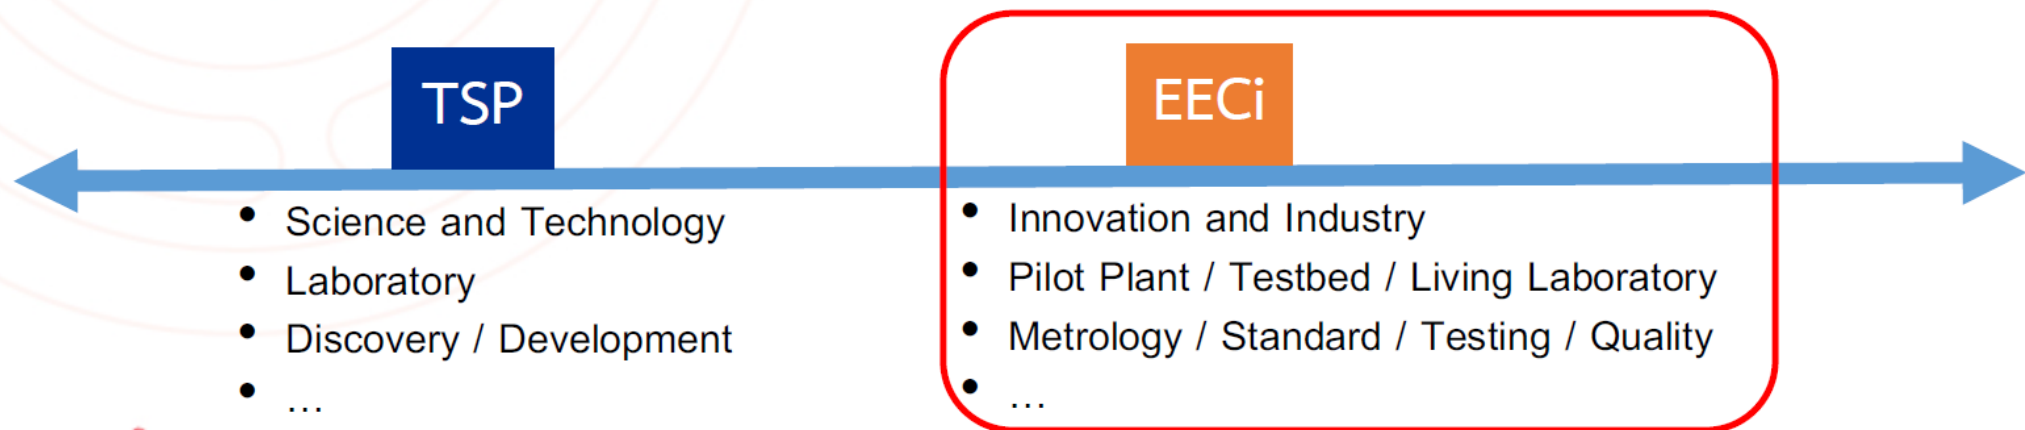 TSP
• Science and Technology
• Laboratory
• Discovery / Development
• ...
EECi
• Innovation and Industry
• Pilot Plant / Testbed / Living Laboratory
• Metrology / Standard / Testing / Quality
• ...